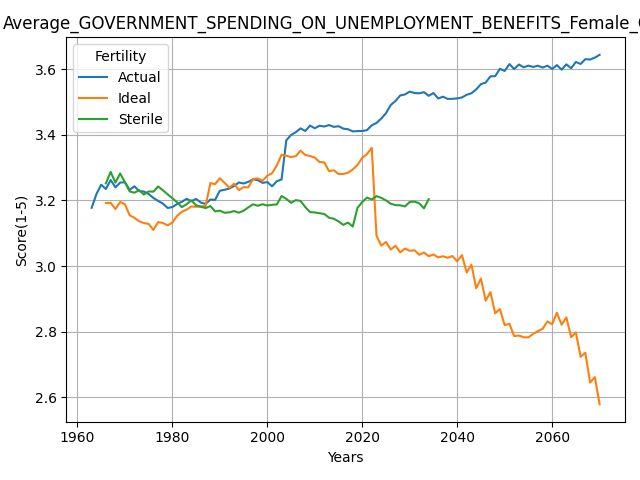 Average_GOVERNMENT_SPENDING_ON_UNEMPLOYMENT_BENEFITS_Female_
Fertility
Actual
Ideal
Sterile
Score(1-5)
3.6
3.4
3.2
3.0
2.8
2.6
1960 1980 2000 2020 2040 2060
Years